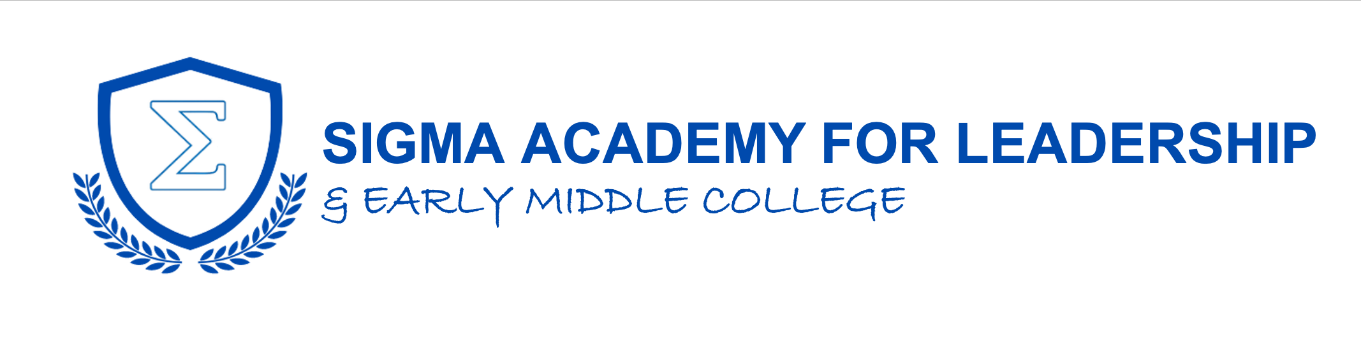 Σ
SIGMA ACADEMY FOR LEADERSHIP
& EARLY MIDDLE COLLEGE